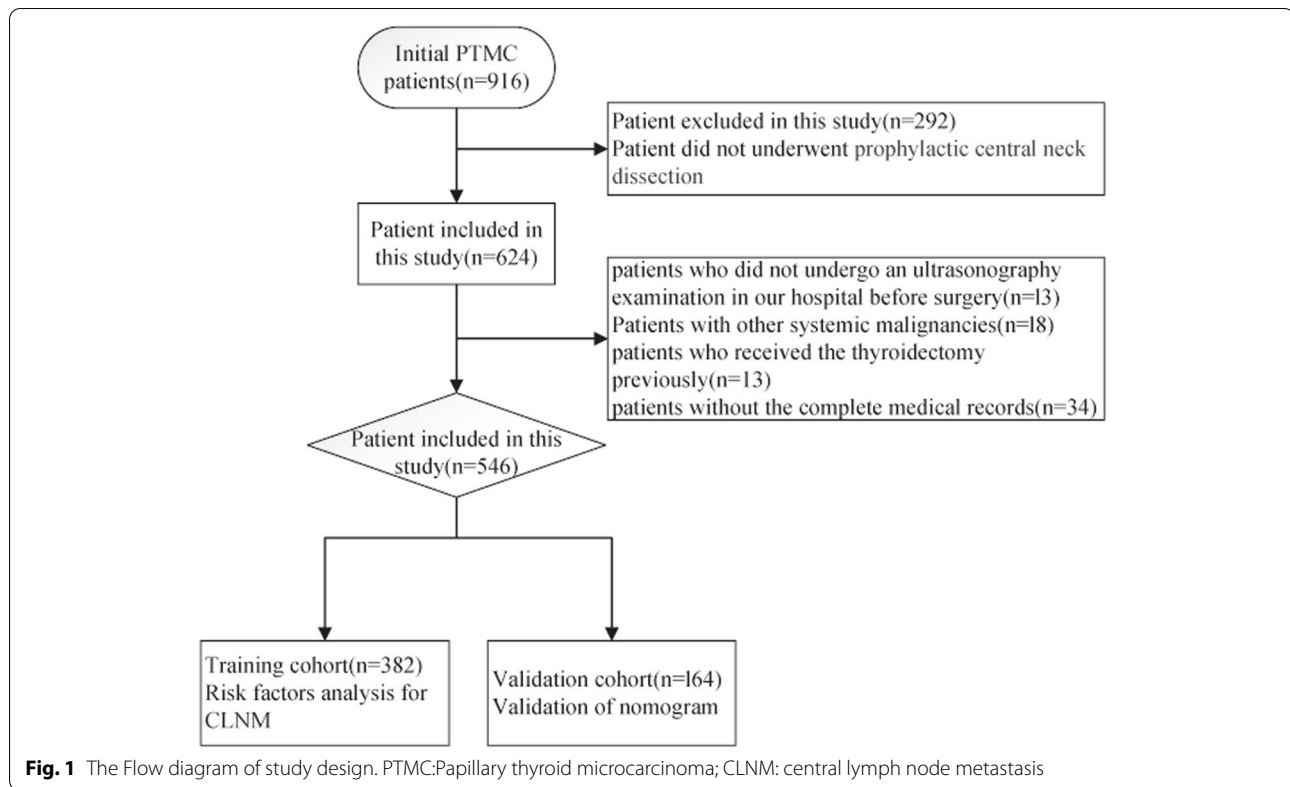 Initial PTMC
patients(n=916)
Patient excluded in this study(n=292)
Patient did not underwent prophylactic central neck
dissection
Patient included in
this study(n=624)
patients who did not undergo an ultrasonography
examination in our hospital before surgery(n=13)
Patients with other systemic malignancies(n=18)
patients who received the thyroidectomy
previously(n=13)
patients without the complete medical records(n=34)
Patient included in this
study(n=546)
Training cohort(n=382)
Risk factors analysis for
CLNM
Validation cohort(n=164)
Validation of nomogram
Fig. 1 The Flow diagram of study design. PTMC:Papillary thyroid microcarcinoma; CLNM: central lymph node metastasis